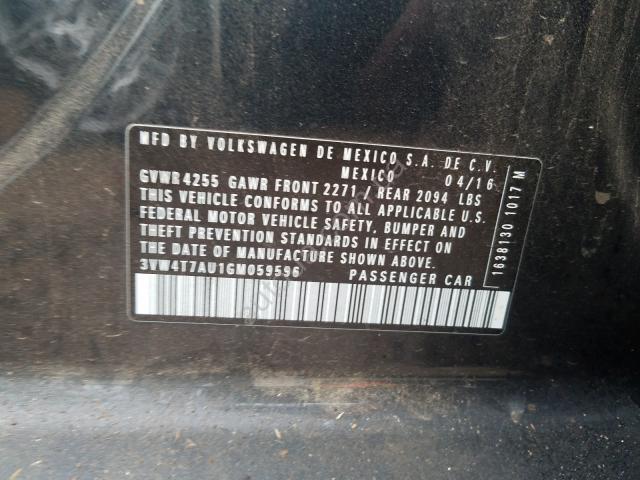 MFD BY VOLKSWAGEN DE MEXICO S.A. DE C.V.
MEXICO 04/16
GVWR 4255 GAWR FRONT 2271 / REAR 2094 LBS
THIS VEHICLE CONFORMS TO ALL APPLICABLE U.S.
FEDERAL MOTOR VEHICLE SAFETY, BUMPER AND
THEFT PREVENTION STANDARDS IN EFFECT ON
THE DATE OF MANUFACTURE SHOWN ABOVE.
3VW4T7AU1GM059596 PASSENGER CAR
1638130 1017 M